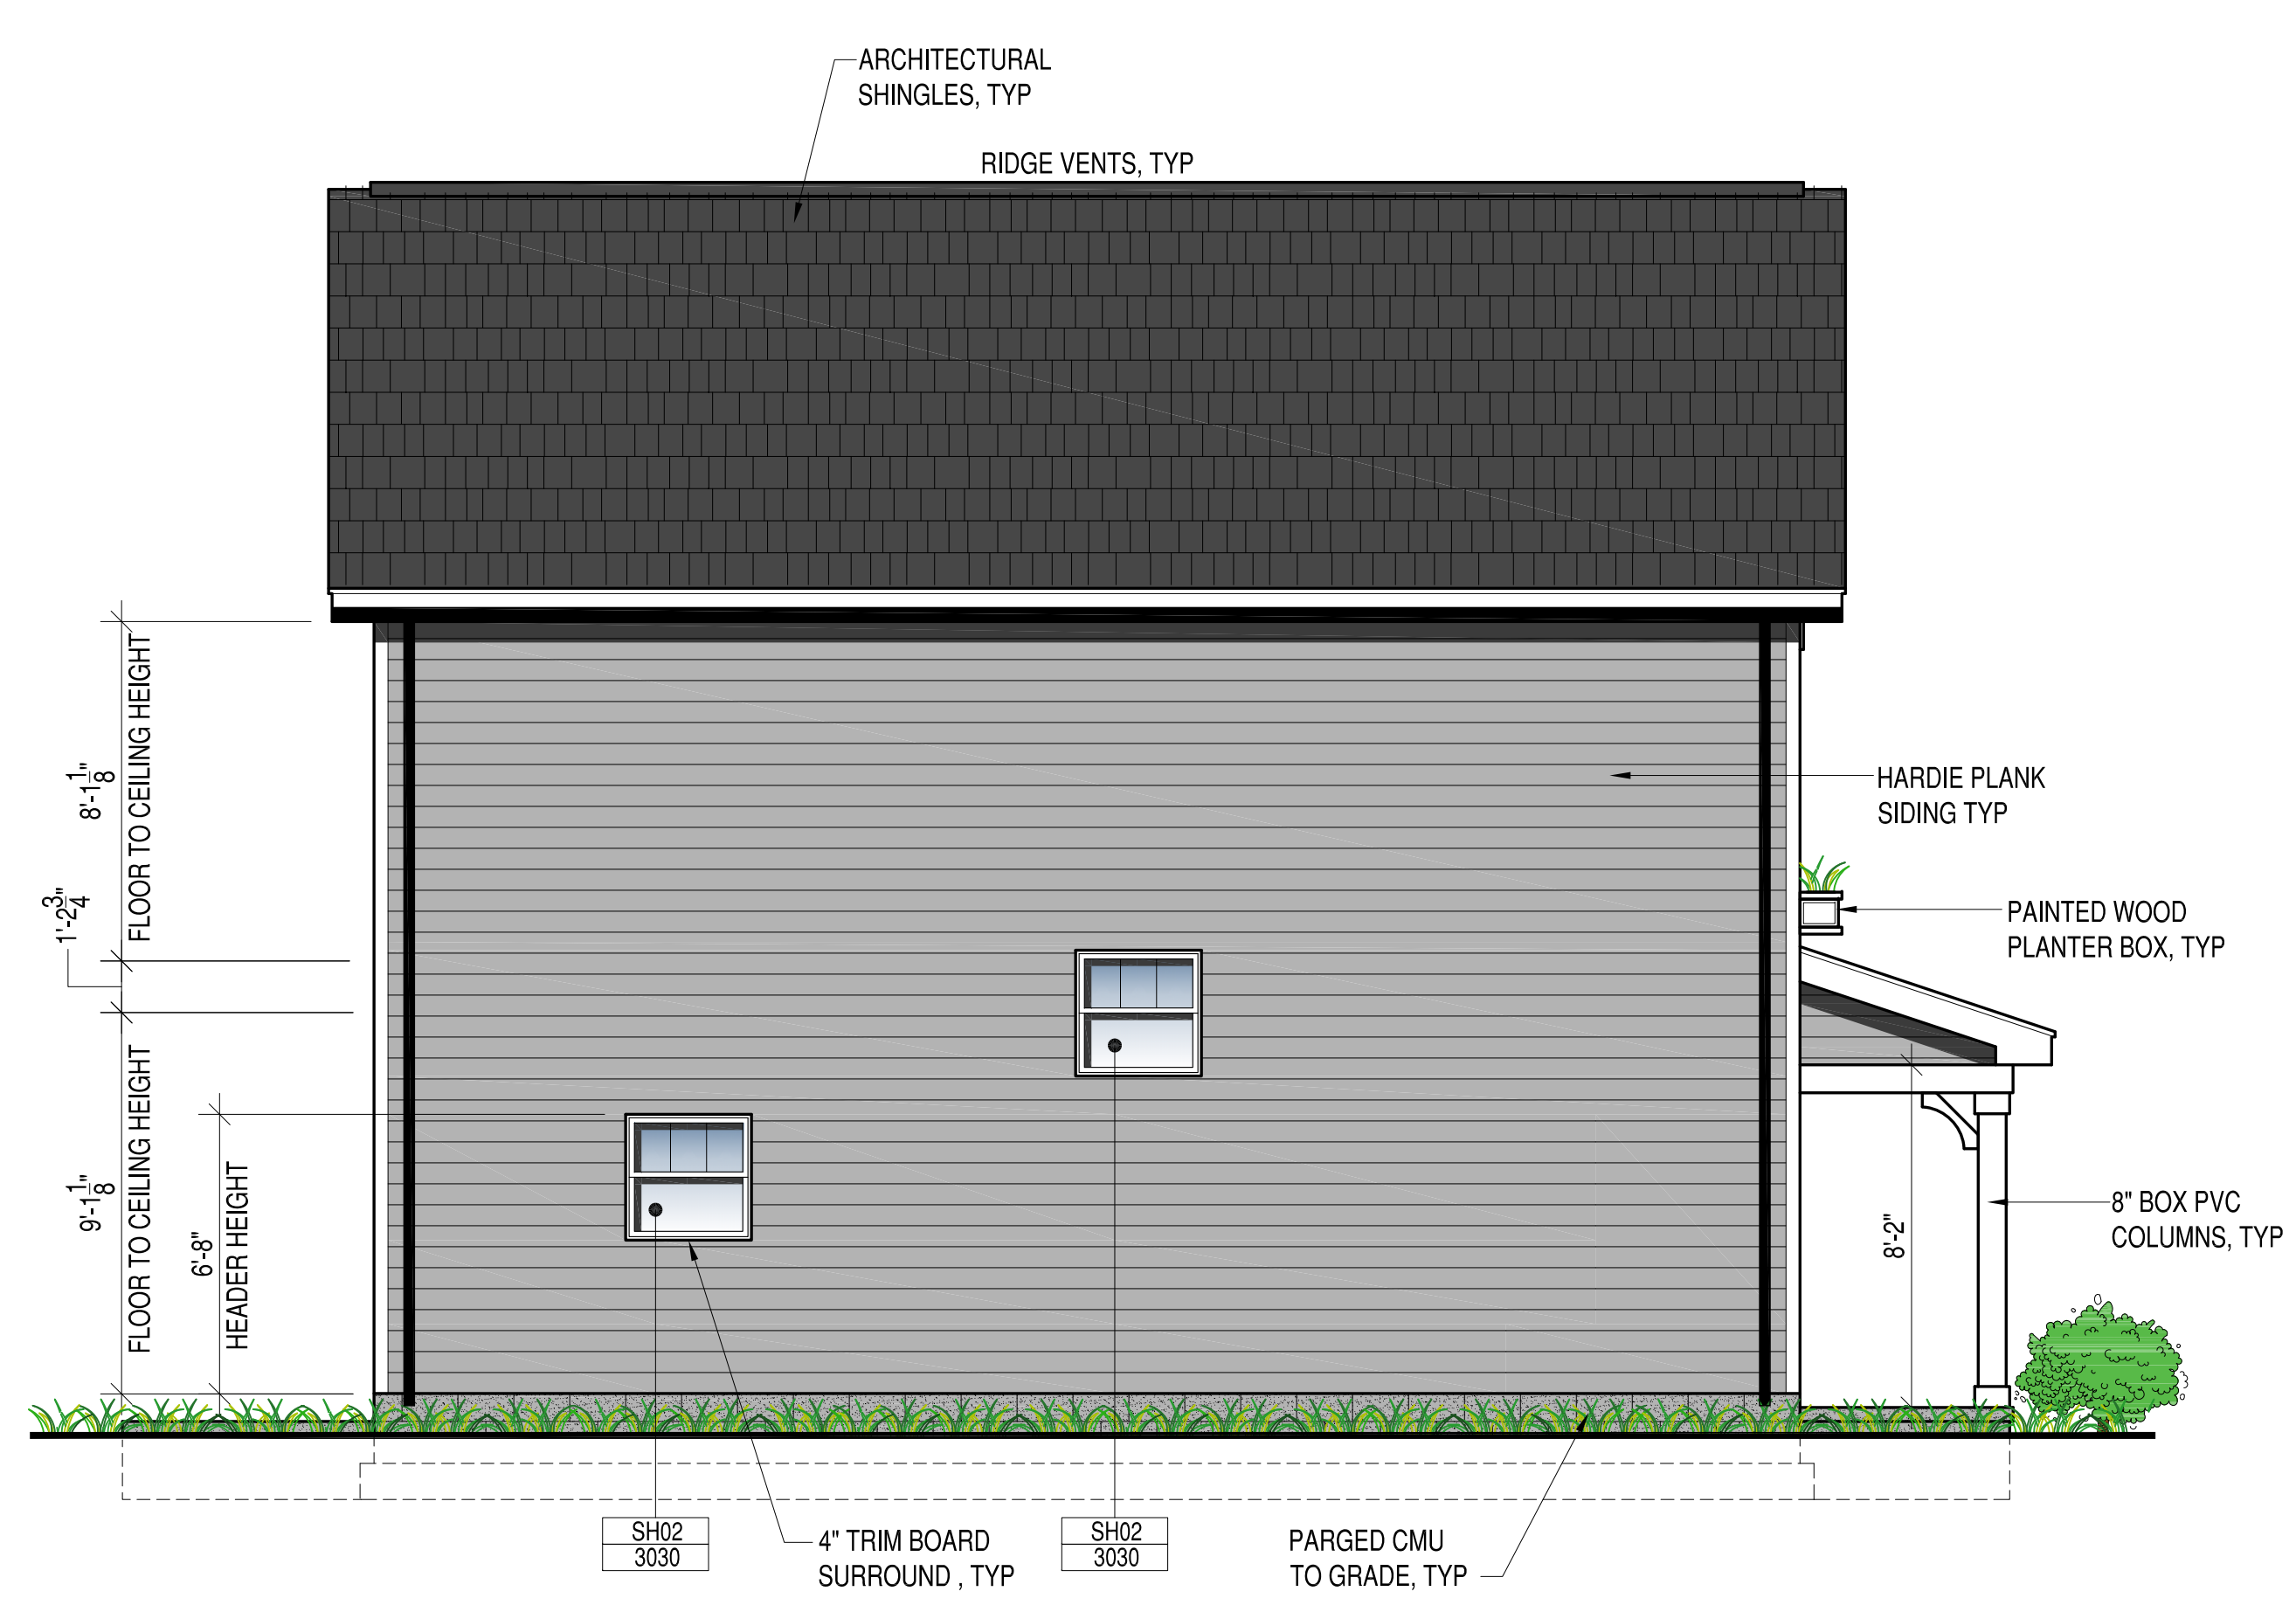 ARCHITECTURAL
SHINGLES, TYP
RIDGE VENTS, TYP
8'-1 1/8"
FLOOR TO CEILING HEIGHT
HARDIE PLANK
SIDING TYP
1'-2 3/4"
PAINTED WOOD
PLANTER BOX, TYP
9'-1 1/8"
FLOOR TO CEILING HEIGHT
6'-8"
HEADER HEIGHT
8'-2"
8" BOX PVC
COLUMNS, TYP
SH02
3030
4" TRIM BOARD
SURROUND , TYP
SH02
3030
PARGED CMU
TO GRADE, TYP